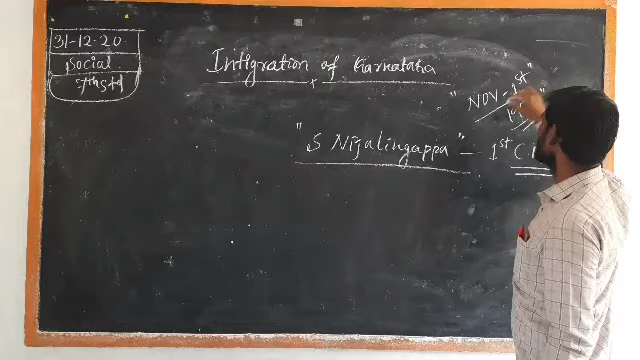 31-12-20
Social
7th std
Intigration of Karnataka
" NOV - 1st "
" S Nijalingappa " - 1st C